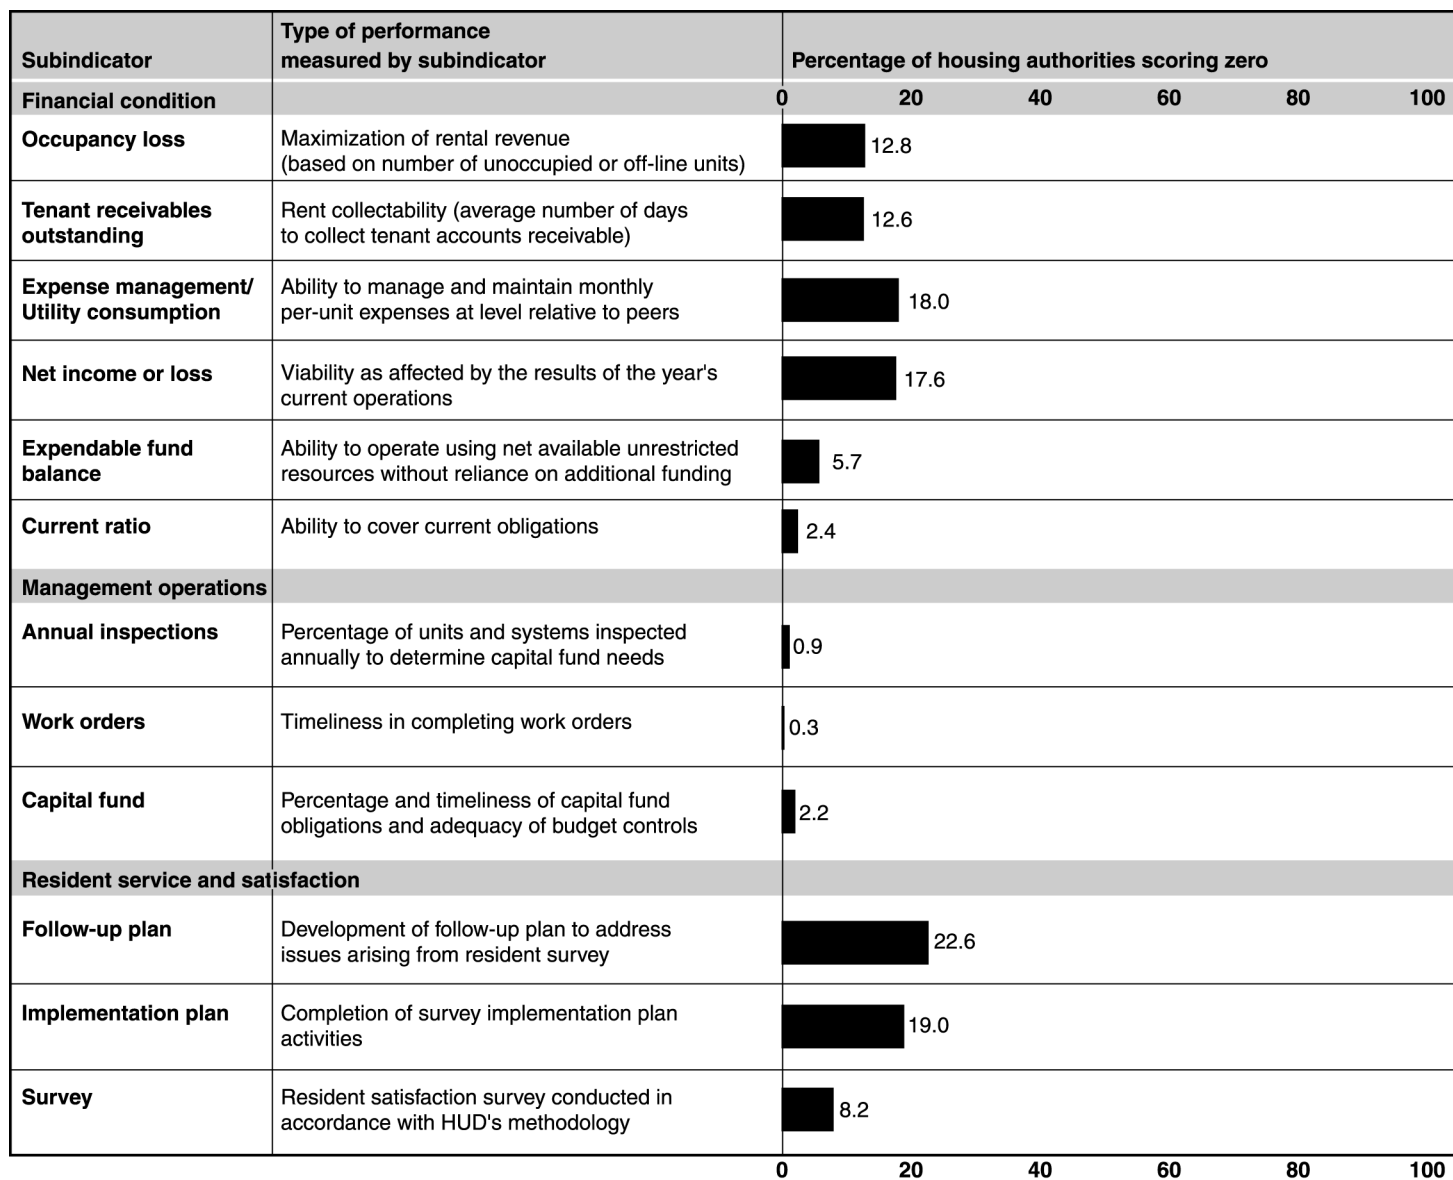 Type of performance
Subindicator measured by subindicator Percentage of housing authorities scoring zero
Financial condition 0 20 40 60 80 100
Occupancy loss Maximization of rental revenue
(based on number of unoccupied or off-line units) 12.8
Tenant receivables Rent collectability (average number of days
outstanding to collect tenant accounts receivable) 12.6
Expense management/ Ability to manage and maintain monthly
Utility consumption per-unit expenses at level relative to peers 18.0
Net income or loss Viability as affected by the results of the year's
current operations 17.6
Expendable fund Ability to operate using net available unrestricted
balance resources without reliance on additional funding 5.7
Current ratio Ability to cover current obligations 2.4
Management operations
Annual inspections Percentage of units and systems inspected
annually to determine capital fund needs 0.9
Work orders Timeliness in completing work orders 0.3
Capital fund Percentage and timeliness of capital fund
obligations and adequacy of budget controls 2.2
Resident service and satisfaction
Follow-up plan Development of follow-up plan to address
issues arising from resident survey 22.6
Implementation plan Completion of survey implementation plan
activities 19.0
Survey Resident satisfaction survey conducted in
accordance with HUD's methodology 8.2
0 20 40 60 80 100